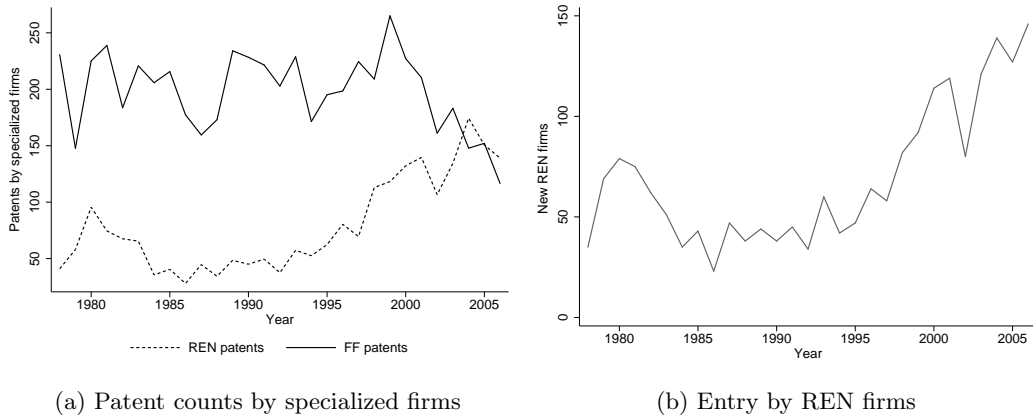 250
200
150
100
50
Patents by specialized firms
1980 1985 1990 1995 2000 2005
Year
REN patents FF patents
(a) Patent counts by specialized firms
150
100
50
0
New REN firms
1980 1985 1990 1995 2000 2005
Year
(b) Entry by REN firms